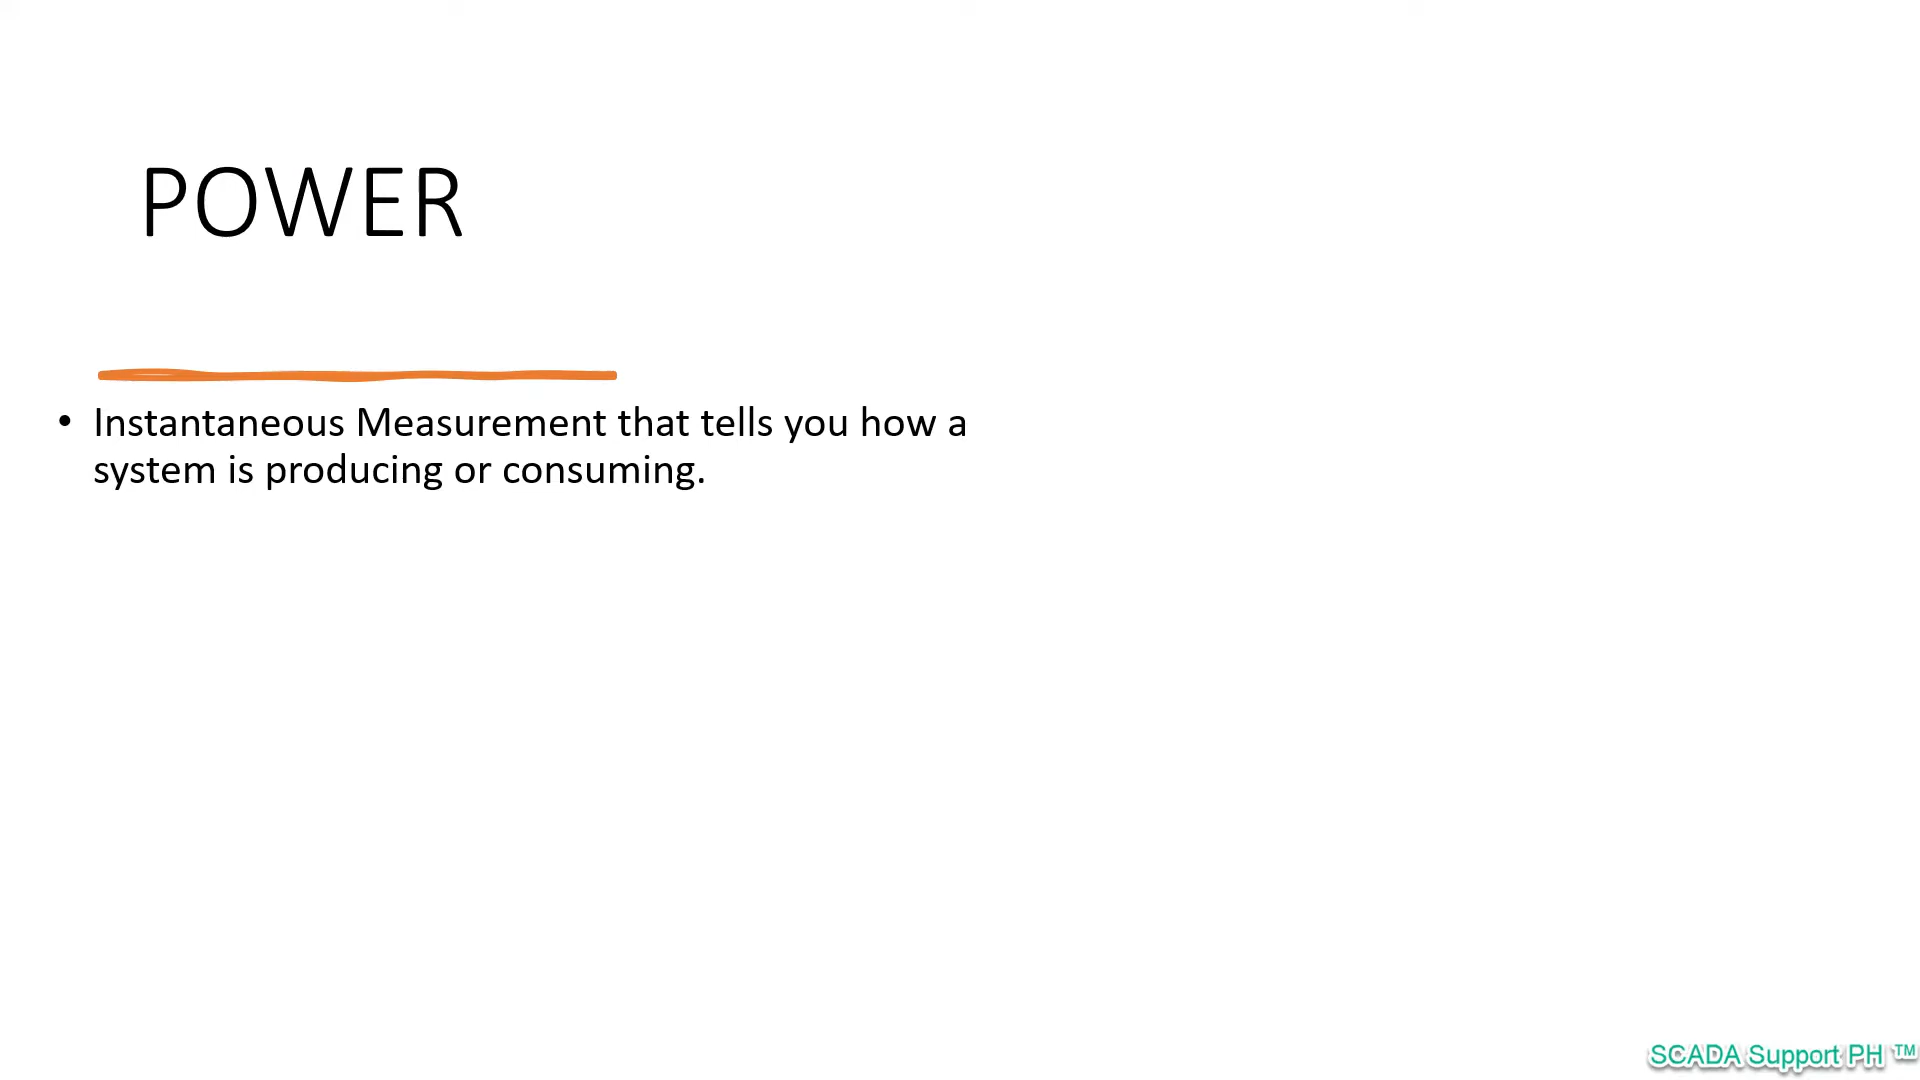 POWER
• Instantaneous Measurement that tells you how a
system is producing or consuming.
SCADA Support PH ™